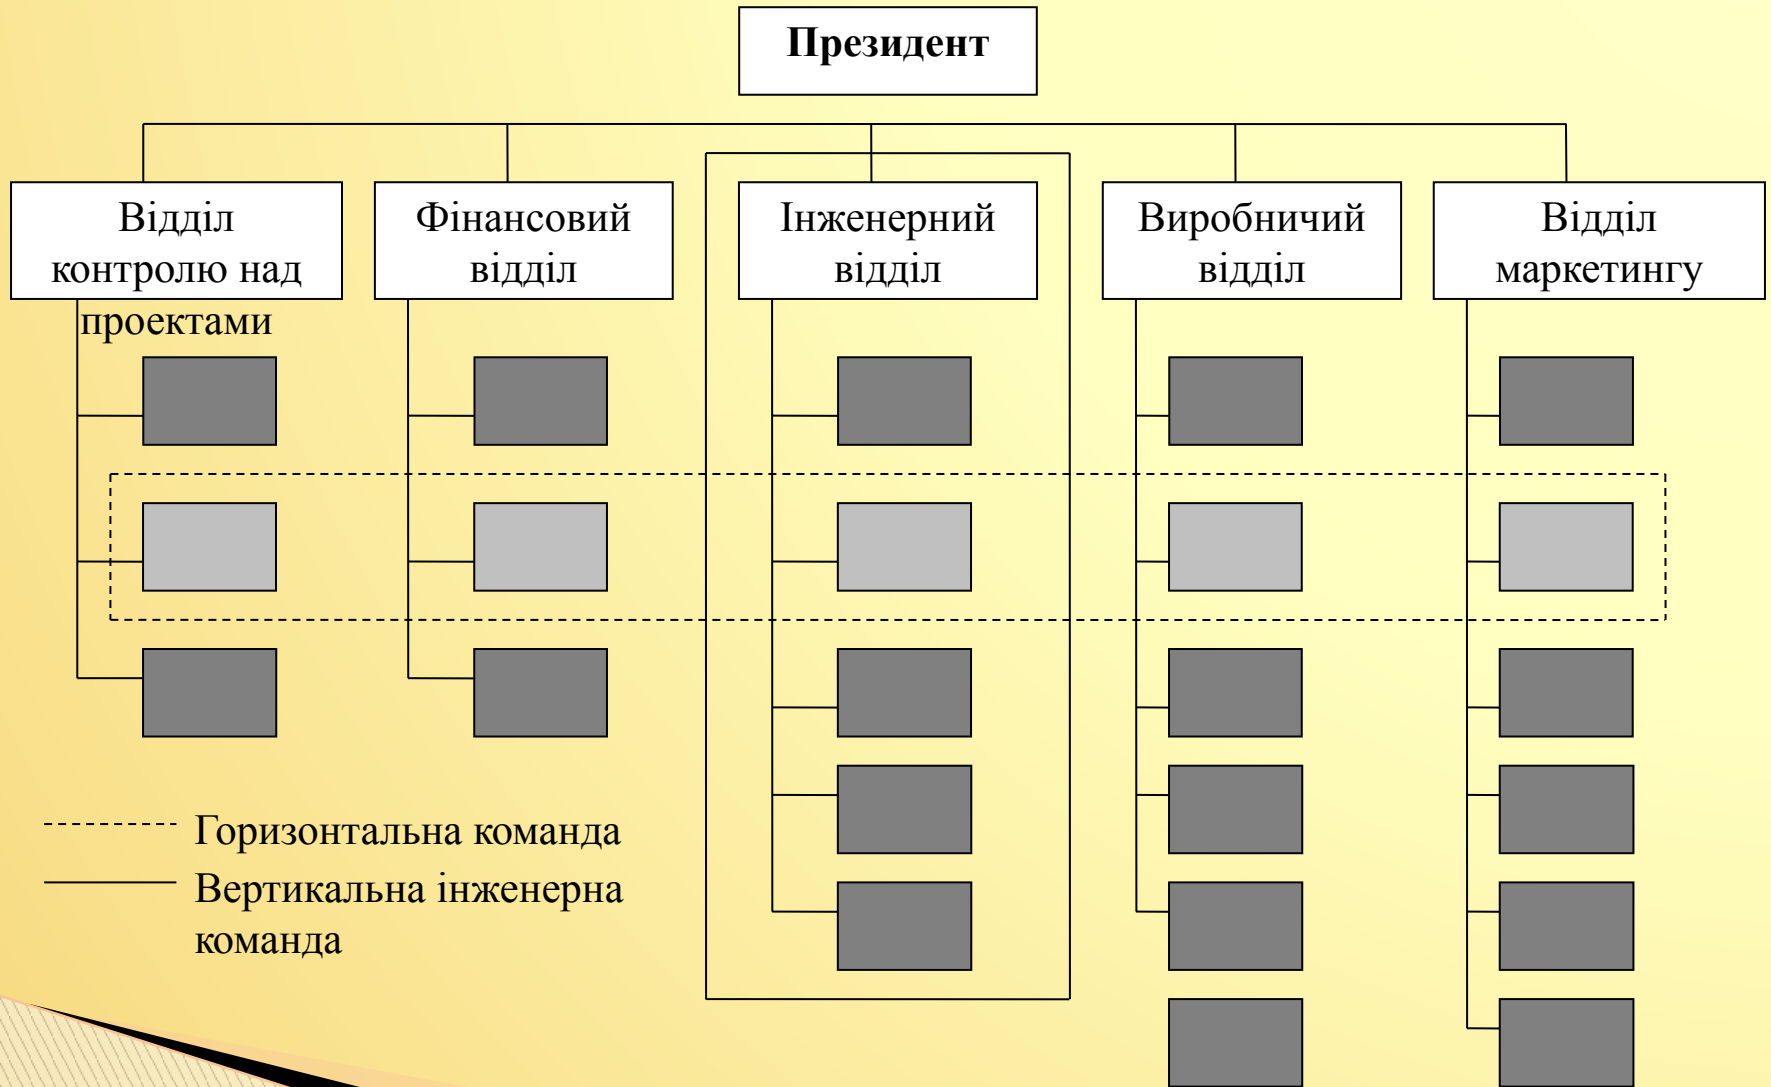 Президент
Відділ
контролю над
проектами
Фінансовий
відділ
Інженерний
відділ
Виробничий
відділ
Відділ
маркетингу
Горизонтальна команда
Вертикальна інженерна
команда